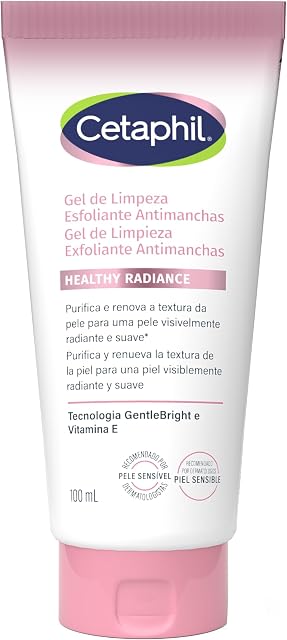 Cetaphil®
Gel de Limpeza
Esfoliante Antimanchas
Gel de Limpieza
Exfoliante Antimanchas
HEALTHY RADIANCE
Purifica e renova a textura da
pele para uma pele visivelmente
radiante e suave*
Purifica y renueva la textura de
la piel para una piel visiblemente
radiante y suave
Tecnologia GentleBright e
Vitamina E
RECOMENDADO POR
PELE SENSÍVEL
DERMATOLOGISTAS
RECOMENDADO
POR DERMATÓLOGOS
PIEL SENSIBLE
100 mL